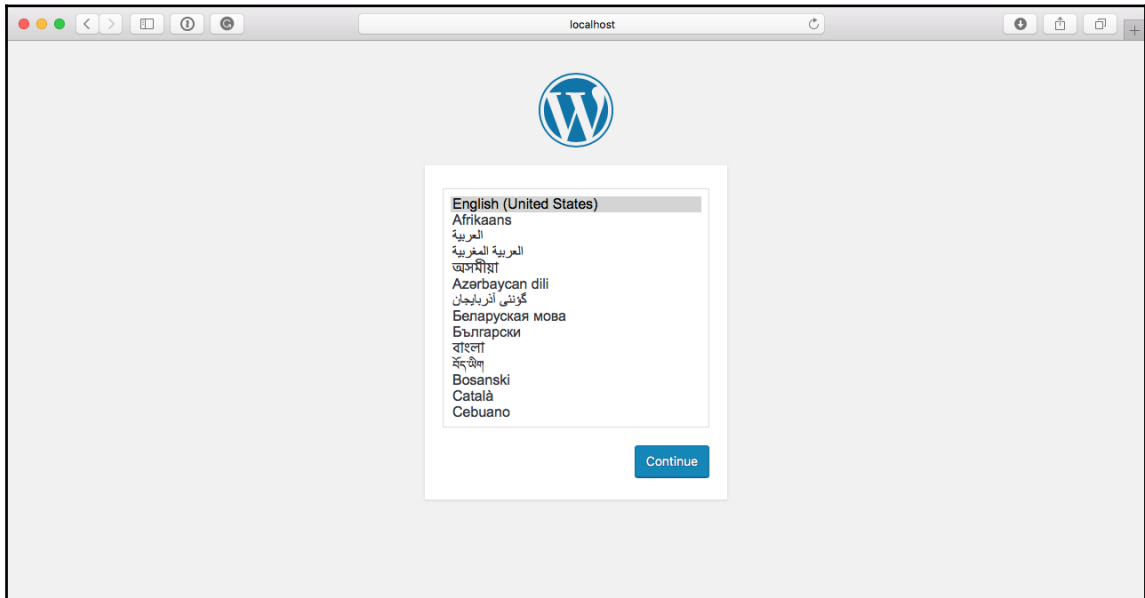 localhost
English (United States)
Afrikaans
العربية
العربية المغربية
অসমীয়া
Azərbaycan dili
گؤنئی آذربایجان
Беларуская мова
Български
বাংলা
བོད་ཡིག
Bosanski
Català
Cebuano
Continue